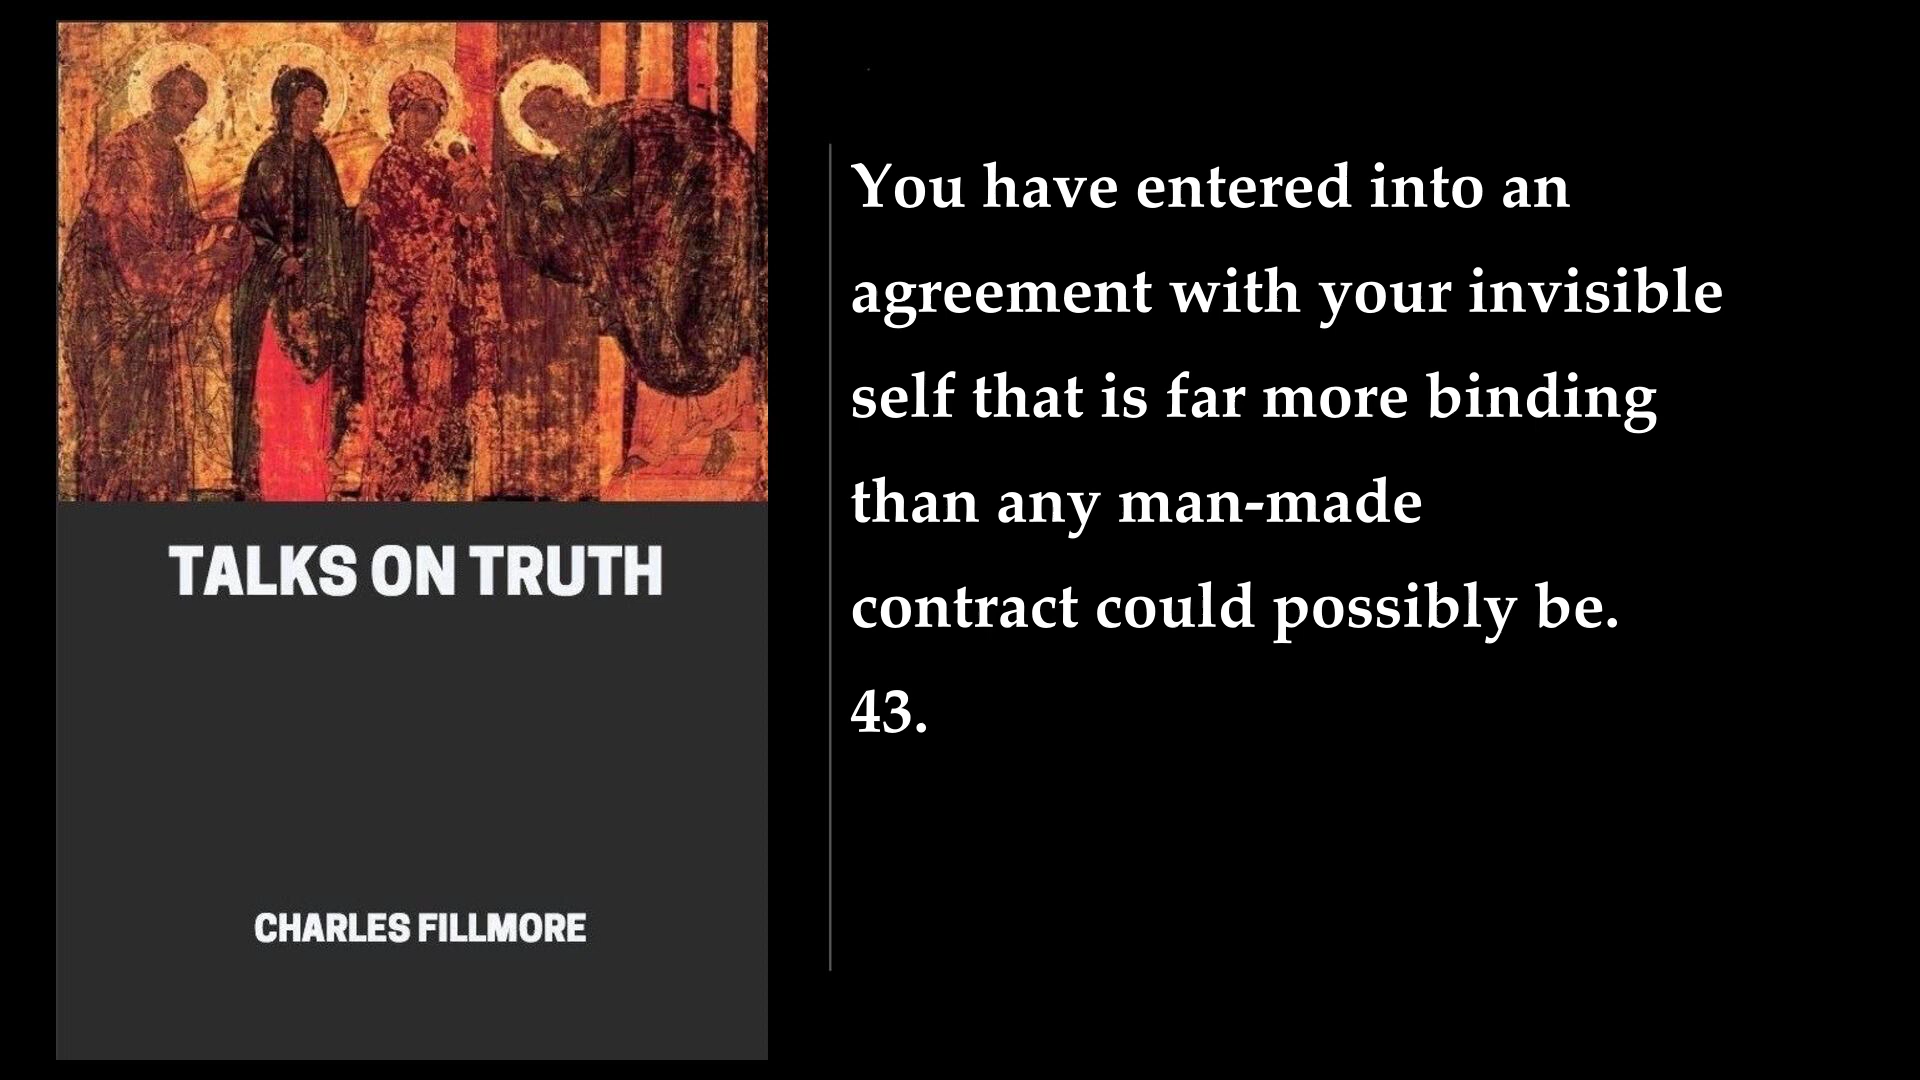 TALKS ON TRUTH
CHARLES FILLMORE
You have entered into an
agreement with your invisible
self that is far more binding
than any man-made
contract could possibly be.
43.